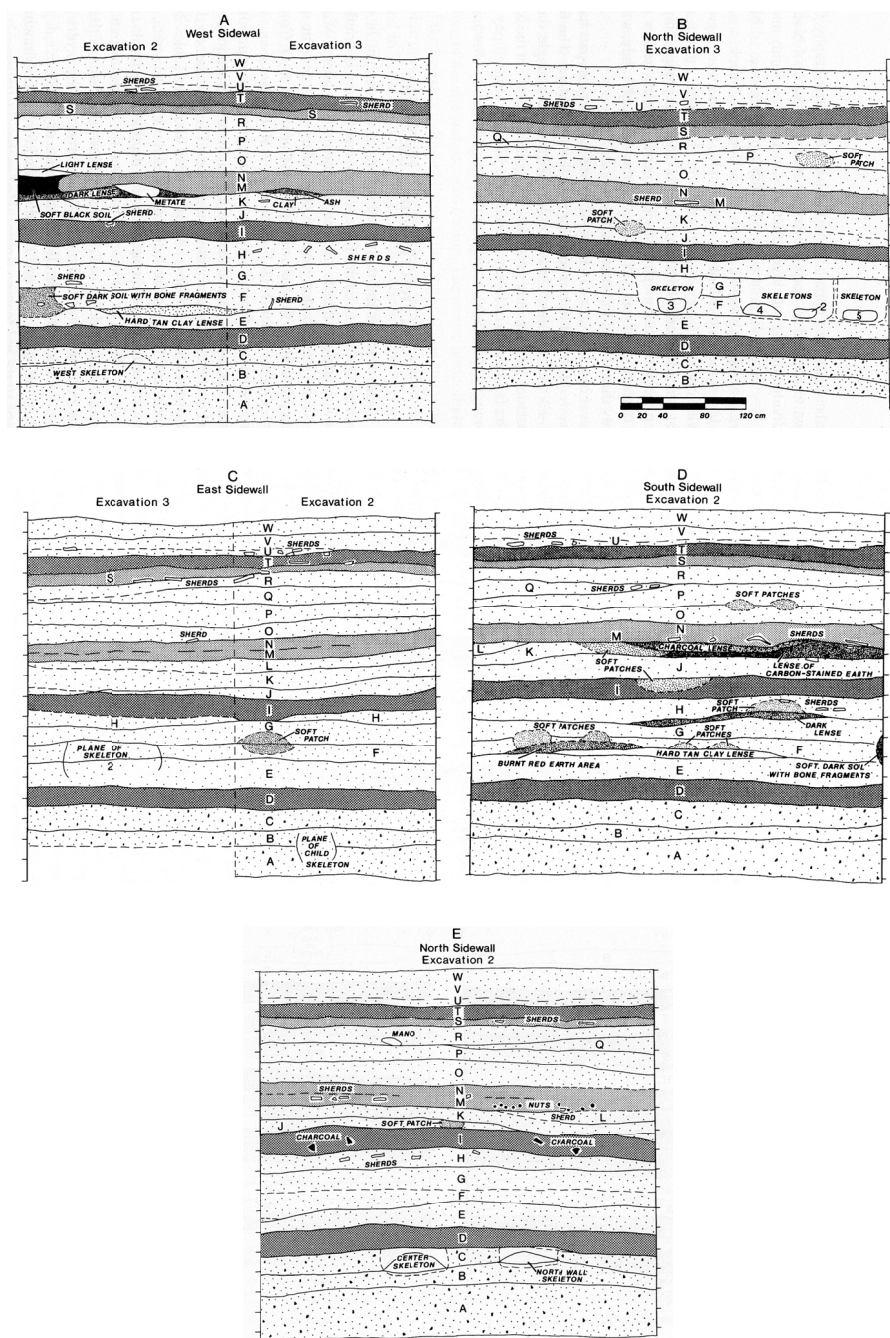 A
West Sidewall
Excavation 2
Excavation 3
W
V
U
SHERDS
T
SHERD
S
S
R
P
O
LIGHT LENSE
N
M
DARK LENSE
METATE
ASH
K
CLAY
SOFT BLACK SOIL
SHERD
J
I
H
SHERDS
G
SHERD
SOFT DARK SOIL WITH BONE FRAGMENTS
F
SHERD
HARD TAN CLAY LENSE
E
D
C
WEST SKELETON
B
A
B
North Sidewall
Excavation 3
W
V
SHERDS
U
T
S
Q
R
P
SOFT
PATCH
O
N
SHERD
M
SOFT
PATCH
K
J
I
H
SKELETON
G
SKELETONS
SKELETON
F
3
4
2
5
E
D
C
B
0 20 40 80 120 cm
C
East Sidewall
Excavation 3
Excavation 2
W
V
SHERDS
U
T
S
SHERDS
R
Q
P
O
SHERD
N
M
L
K
J
I
H
H
G
SOFT
PATCH
PLANE OF
SKELETON
2
F
E
D
C
B
PLANE
OF
CHILD
SKELETON
A
D
South Sidewall
Excavation 2
W
SHERDS
V
U
T
S
R
Q
SHERDS
P
SOFT PATCHES
O
N
M
SHERDS
L
K
CHARCOAL LENSE
SOFT
PATCHES
J
LENSE OF
CARBON-STAINED EARTH
I
H
SOFT
PATCH
SHERDS
DARK
LENSE
SOFT PATCHES
G
SOFT
PATCHES
HARD TAN CLAY LENSE
F
BURNT RED EARTH AREA
E
SOFT DARK SOIL
WITH BONE FRAGMENTS
D
C
B
A
E
North Sidewall
Excavation 2
W
V
U
T
S
SHERDS
MANO
R
Q
P
O
SHERDS
N
M
NUTS
K
SHERD
L
J
SOFT PATCH
CHARCOAL
I
CHARCOAL
H
SHERDS
G
F
E
D
CENTER
SKELETON
C
NORTH WALL
SKELETON
B
A